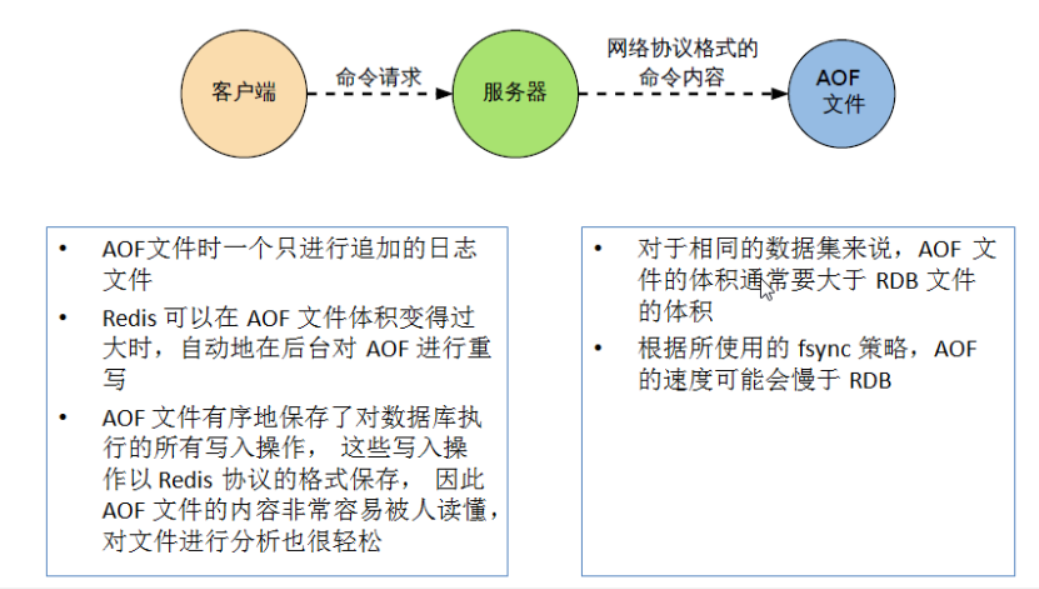 客户端
命令请求
服务器
网络协议格式的
命令内容
AOF
文件
• AOF文件时一个只进行追加的日志
文件
• Redis 可以在 AOF 文件体积变得过
大时，自动地在后台对 AOF 进行重
写
• AOF 文件有序地保存了对数据库执
行的所有写入操作， 这些写入操
作以 Redis 协议的格式保存， 因此
AOF 文件的内容非常容易被人读懂，
对文件进行分析也很轻松
• 对于相同的数据集来说，AOF 文
件的体积通常要大于 RDB 文件
的体积
• 根据所使用的 fsync 策略，AOF
的速度可能会慢于 RDB